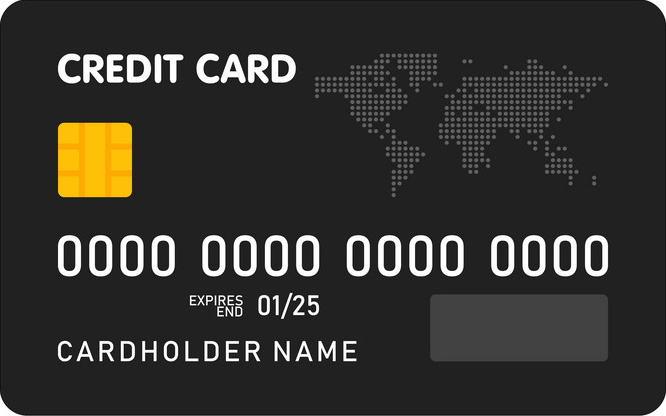 CREDIT CARD
0000 0000 0000 0000
EXPIRES
END 01/25
CARDHOLDER NAME